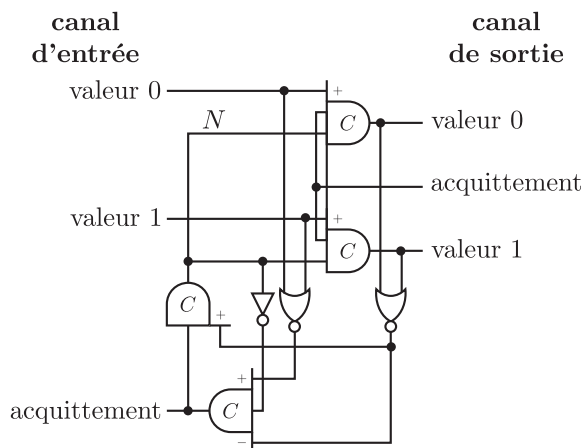 canal
d'entrée
canal
de sortie
valeur 0
+
N
C
valeur 0
acquittement
valeur 1
+
C
valeur 1
C
+
+
acquittement
C
−